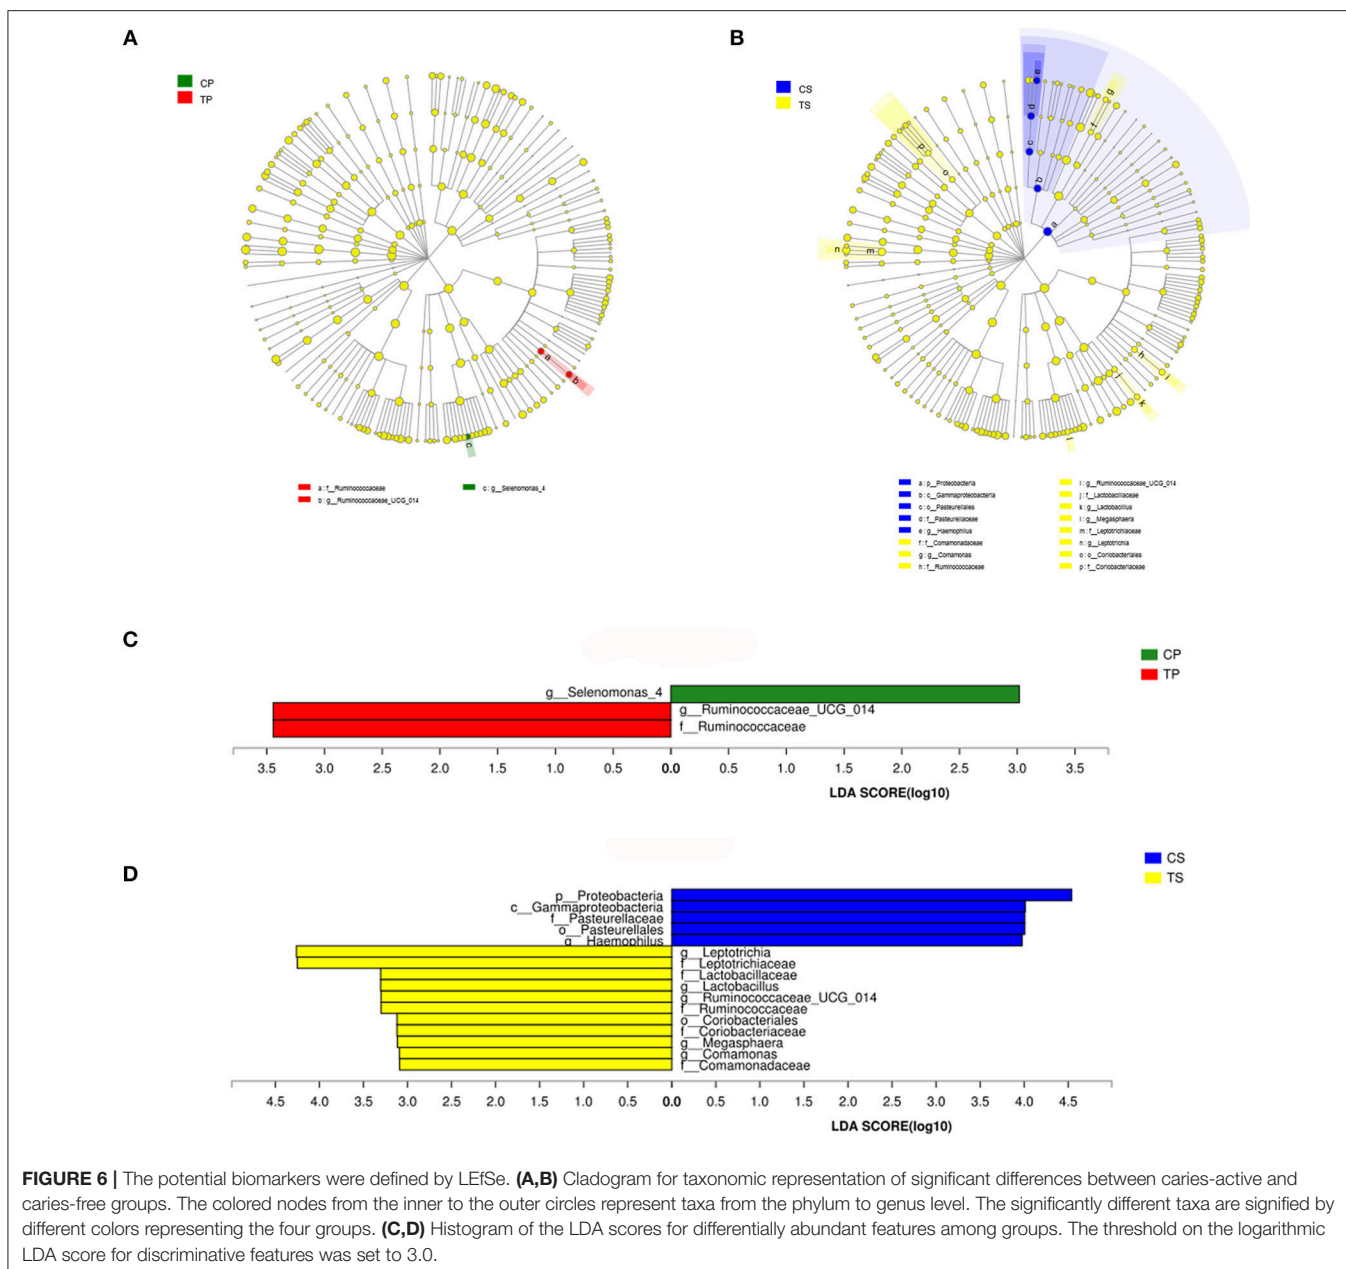 A
CP
TP
a
b
c
a : f__Ruminococcaceae
b : g__Ruminococcaceae_UCG_014
c : g__Selenomonas_4
B
CS
TS
e
d
c
b
a
g
f
p
o
n
m
h
i
j
k
l
a : p__Proteobacteria
b : c__Gammaproteobacteria
c : o__Pasteurellales
d : f__Pasteurellaceae
e : g__Haemophilus
f : f__Comamonadaceae
g : g__Comamonas
h : f__Ruminococcaceae
i : g__Ruminococcaceae_UCG_014
j : f__Lactobacillaceae
k : g__Lactobacillus
l : g__Megasphaera
m : f__Leptotrichiaceae
n : g__Leptotrichia
o : o__Coriobacteriales
p : f__Coriobacteriaceae
C
CP
TP
g__Selenomonas_4
g__Ruminococcaceae_UCG_014
f__Ruminococcaceae
3.5 3.0 2.5 2.0 1.5 1.0 0.5 0.0 0.5 1.0 1.5 2.0 2.5 3.0 3.5
LDA SCORE(log10)
D
CS
TS
p__Proteobacteria
c__Gammaproteobacteria
f__Pasteurellaceae
o__Pasteurellales
g__Haemophilus
g__Leptotrichia
f__Leptotrichiaceae
f__Lactobacillaceae
g__Lactobacillus
g__Ruminococcaceae_UCG_014
f__Ruminococcaceae
o__Coriobacteriales
f__Coriobacteriaceae
g__Megasphaera
g__Comamonas
f__Comamonadaceae
4.5 4.0 3.5 3.0 2.5 2.0 1.5 1.0 0.5 0.0 0.5 1.0 1.5 2.0 2.5 3.0 3.5 4.0 4.5
LDA SCORE(log10)
FIGURE 6 | The potential biomarkers were defined by LEfSe. (A,B) Cladogram for taxonomic representation of significant differences between caries-active and
caries-free groups. The colored nodes from the inner to the outer circles represent taxa from the phylum to genus level. The significantly different taxa are signified by
different colors representing the four groups. (C,D) Histogram of the LDA scores for differentially abundant features among groups. The threshold on the logarithmic
LDA score for discriminative features was set to 3.0.